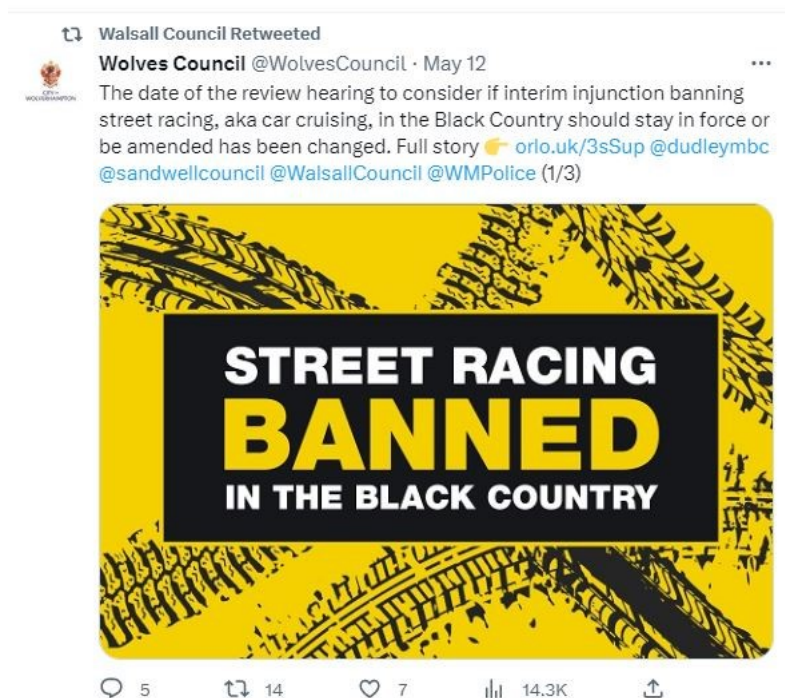 Walsall Council Retweeted
Wolves Council @WolvesCouncil · May 12
CITY OF
WOLVERHAMPTON
The date of the review hearing to consider if interim injunction banning
street racing, aka car cruising, in the Black Country should stay in force or
be amended has been changed. Full story 👉 orlo.uk/3sSup @dudleymbc
@sandwellcouncil @WalsallCouncil @WMPolice (1/3)
STREET RACING
BANNED
IN THE BLACK COUNTRY
5 14 7 14.3K